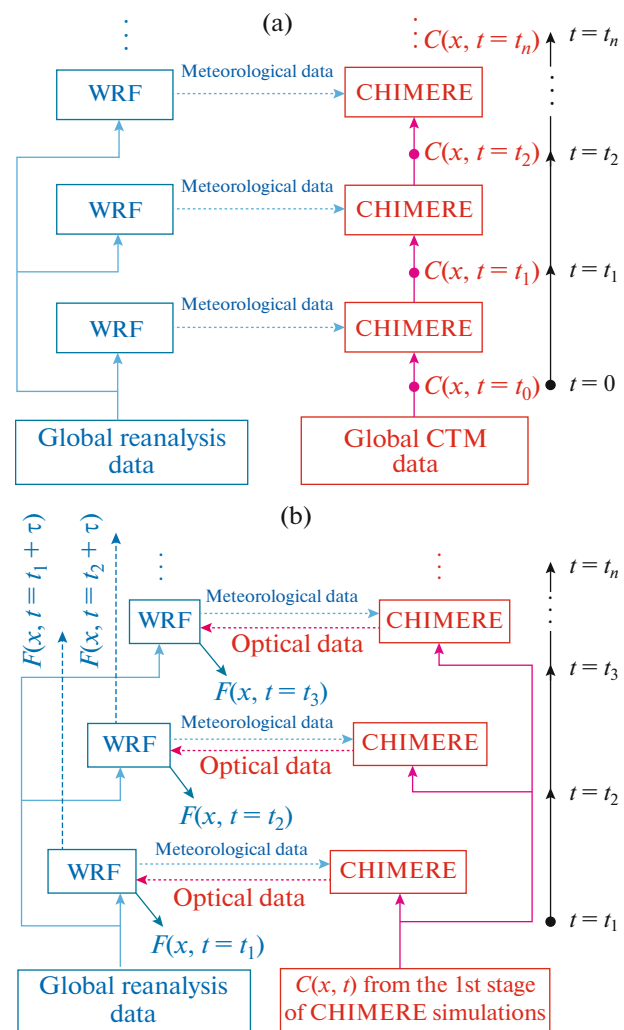 (a)
C(x, t = tₙ)
t = tₙ
WRF
Meteorological data
CHIMERE
C(x, t = t₂)
t = t₂
WRF
Meteorological data
CHIMERE
C(x, t = t₁)
t = t₁
WRF
Meteorological data
CHIMERE
C(x, t = t₀)
t = 0
Global reanalysis
data
Global CTM
data
(b)
F(x, t = t₁ + τ)
F(x, t = t₂ + τ)
t = tₙ
WRF
Meteorological data
Optical data
CHIMERE
F(x, t = t₃)
t = t₃
WRF
Meteorological data
Optical data
CHIMERE
F(x, t = t₂)
t = t₂
WRF
Meteorological data
Optical data
CHIMERE
F(x, t = t₁)
t = t₁
Global reanalysis
data
C(x, t) from the 1st stage
of CHIMERE simulations